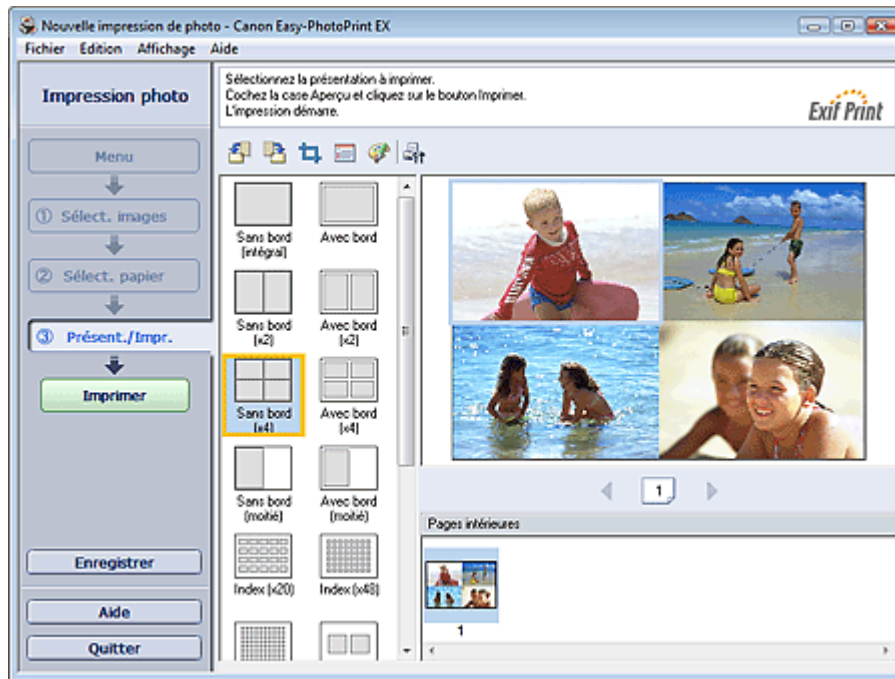 Nouvelle impression de photo - Canon Easy-PhotoPrint EX
Fichier Edition Affichage Aide
Impression photo
Sélectionnez la présentation à imprimer.
Cochez la case Aperçu et cliquez sur le bouton Imprimer.
L'impression démarre.
Exif Print
Menu
① Sélect. images
② Sélect. papier
③ Présent./Impr.
Imprimer
Enregistrer
Aide
Quitter
Sans bord
(intégral)
Avec bord
Sans bord
(x2)
Avec bord
(x2)
Sans bord
(x4)
Avec bord
(x4)
Sans bord
(moitié)
Avec bord
(moitié)
Index (x20)
Index (x48)
1
Pages intérieures
1